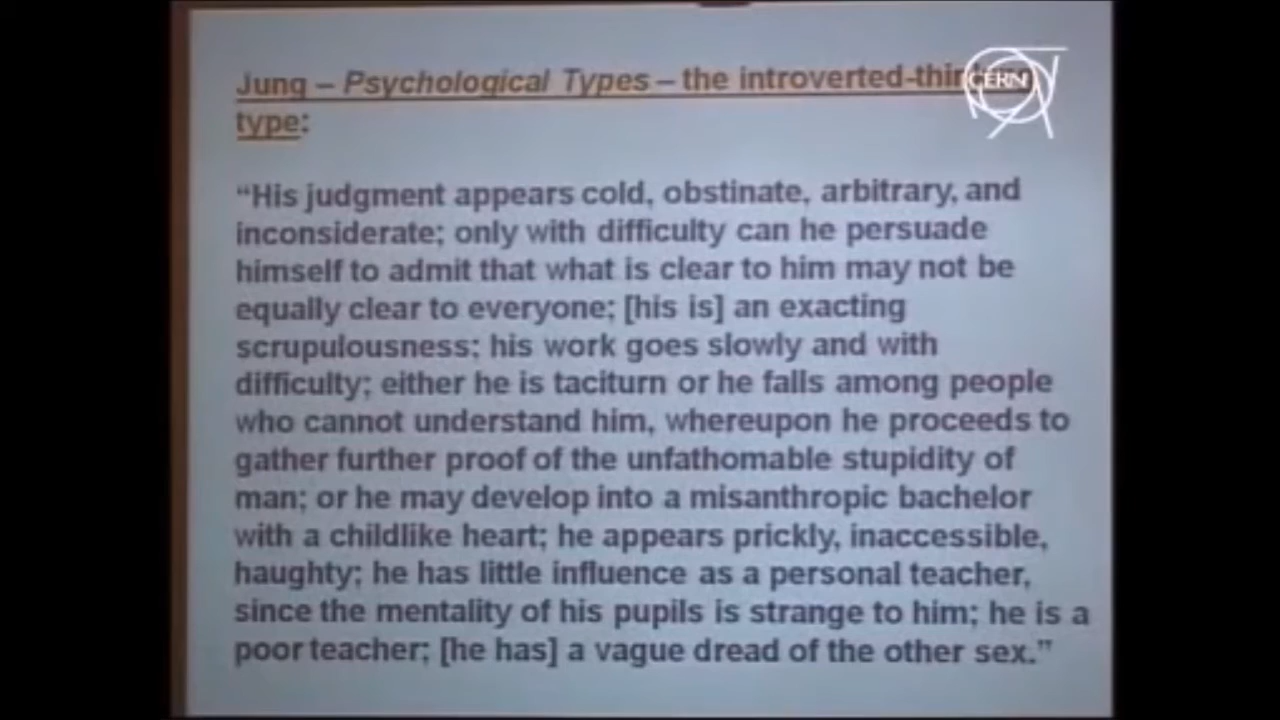 Jung – Psychological Types – the introverted-thinking
type:
“His judgment appears cold, obstinate, arbitrary, and
inconsiderate; only with difficulty can he persuade
himself to admit that what is clear to him may not be
equally clear to everyone; [his is] an exacting
scrupulousness; his work goes slowly and with
difficulty; either he is taciturn or he falls among people
who cannot understand him, whereupon he proceeds to
gather further proof of the unfathomable stupidity of
man; or he may develop into a misanthropic bachelor
with a childlike heart; he appears prickly, inaccessible,
haughty; he has little influence as a personal teacher,
since the mentality of his pupils is strange to him; he is a
poor teacher; [he has] a vague dread of the other sex.”
CERN